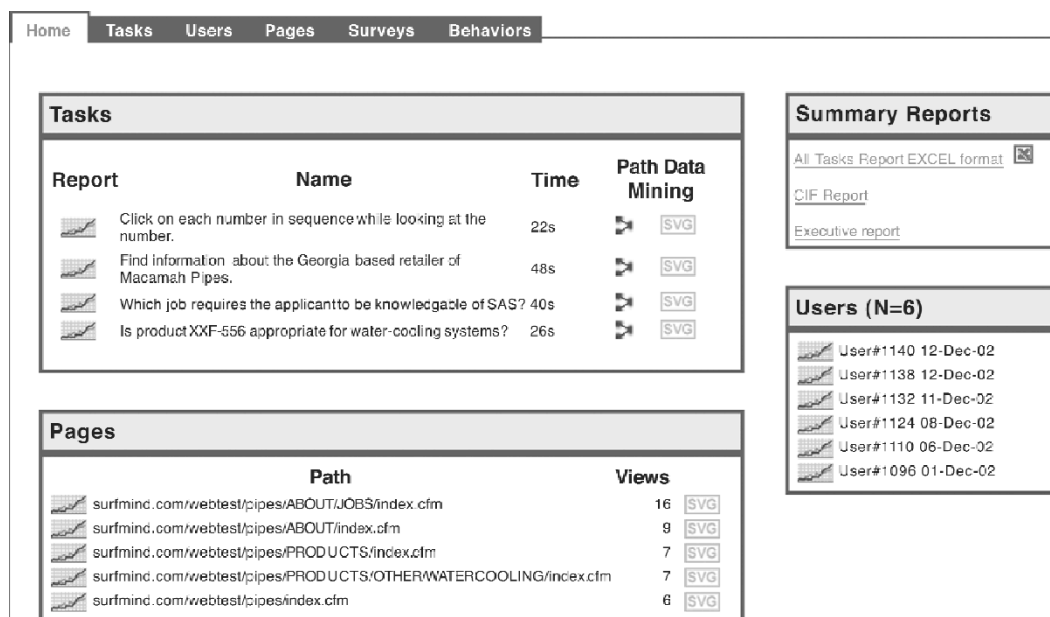 Home Tasks Users Pages Surveys Behaviors
Tasks
Report Name Time Path Data Mining
Click on each number in sequence while looking at the
number. 22s SVG
Find information about the Georgia based retailer of
Macamah Pipes. 48s SVG
Which job requires the applicant to be knowledgable of SAS? 40s SVG
Is product XXF-556 appropriate for water-cooling systems? 26s SVG
Pages
Path Views
surfmind.com/webtest/pipes/ABOUT/JOBS/index.cfm 16 SVG
surfmind.com/webtest/pipes/ABOUT/index.cfm 9 SVG
surfmind.com/webtest/pipes/PRODUCTS/index.cfm 7 SVG
surfmind.com/webtest/pipes/PRODUCTS/OTHER/WATERCOOLING/index.cfm 7 SVG
surfmind.com/webtest/pipes/index.cfm 6 SVG
Summary Reports
All Tasks Report EXCEL format
CIF Report
Executive report
Users (N=6)
User#1140 12-Dec-02
User#1138 12-Dec-02
User#1132 11-Dec-02
User#1124 08-Dec-02
User#1110 06-Dec-02
User#1096 01-Dec-02